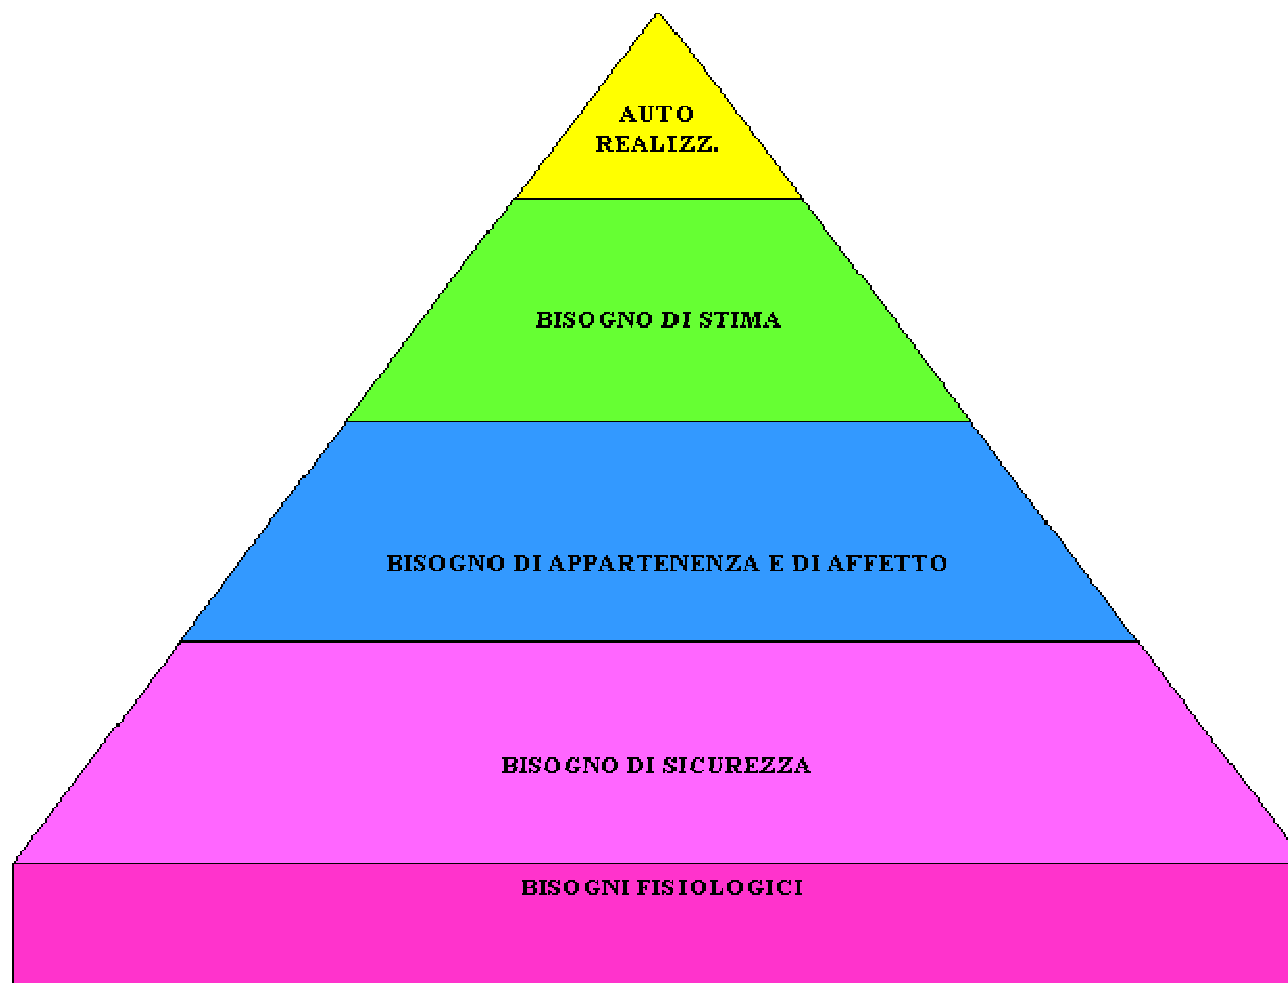 AUTO
REALIZZ.
BISOGNO DI STIMA
BISOGNO DI APPARTENENZA E DI AFFETTO
BISOGNO DI SICUREZZA
BISOGNI FISIOLOGICI